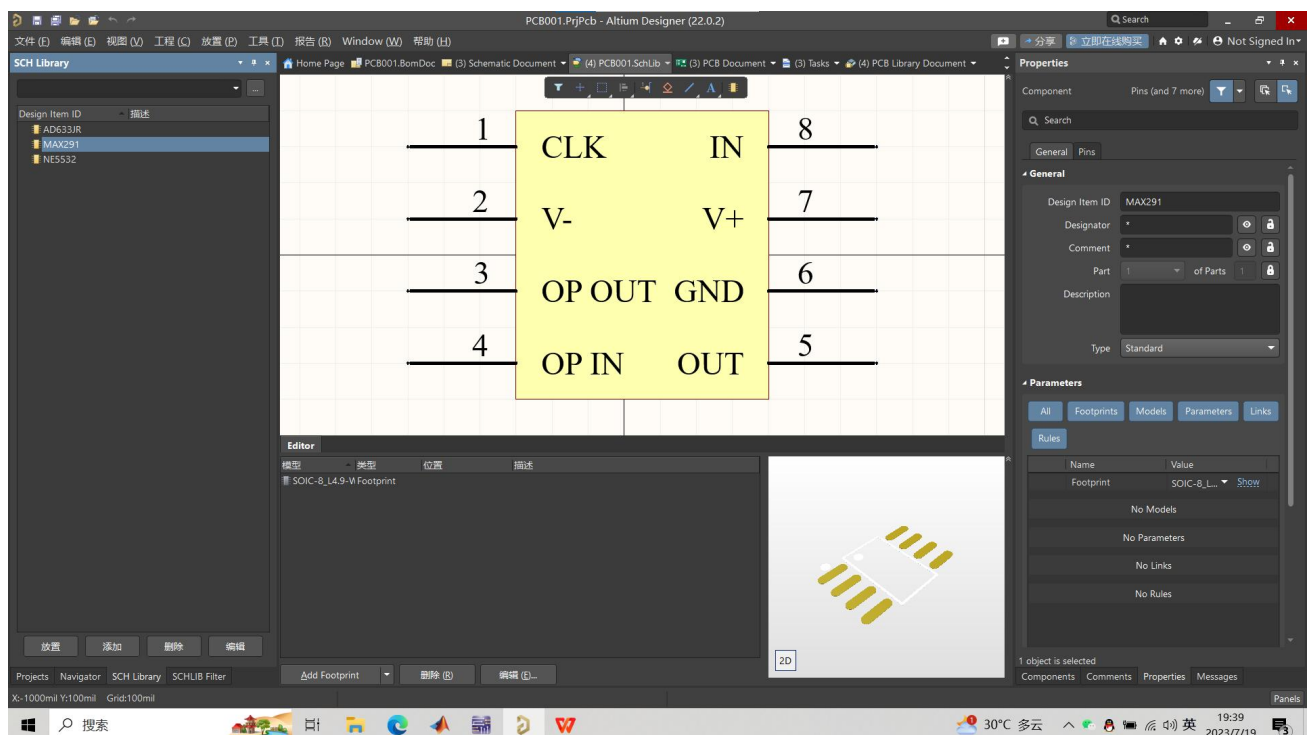 PCB001.PrjPcb - Altium Designer (22.0.2)
Search
文件 (F) 编辑 (E) 视图 (V) 工程 (C) 放置 (P) 工具 (T) 报告 (R) Window (W) 帮助 (H)
分享 立即在线购买 Not Signed In
SCH Library
Home Page PCB001.BomDoc (3) Schematic Document (4) PCB001.SchLib (3) PCB Document (3) Tasks (4) PCB Library Document
Properties
Component Pins (and 7 more)
Search
General Pins
General
Design Item ID MAX291
Designator *
Comment *
Part 1 of Parts 1
Description
Type Standard
Parameters
All Footprints Models Parameters Links
Rules
Name Value
Footprint SOIC-8_L... Show
No Models
No Parameters
No Links
No Rules
1 object is selected
Components Comments Properties Messages
Design Item ID 描述
AD633JR
MAX291
NE5532
放置 添加 删除 编辑
Projects Navigator SCH Library SCHLIB Filter
1 CLK IN 8
2 V- V+ 7
3 OP OUT GND 6
4 OP IN OUT 5
Editor
模型 类型 位置 描述
SOIC-8_L4.9-W Footprint
2D
Add Footprint 删除 (R) 编辑 (E)...
X:-1000mil Y:100mil Grid:100mil
Panels
搜索
30°C 多云 英 19:39
2023/7/19
3